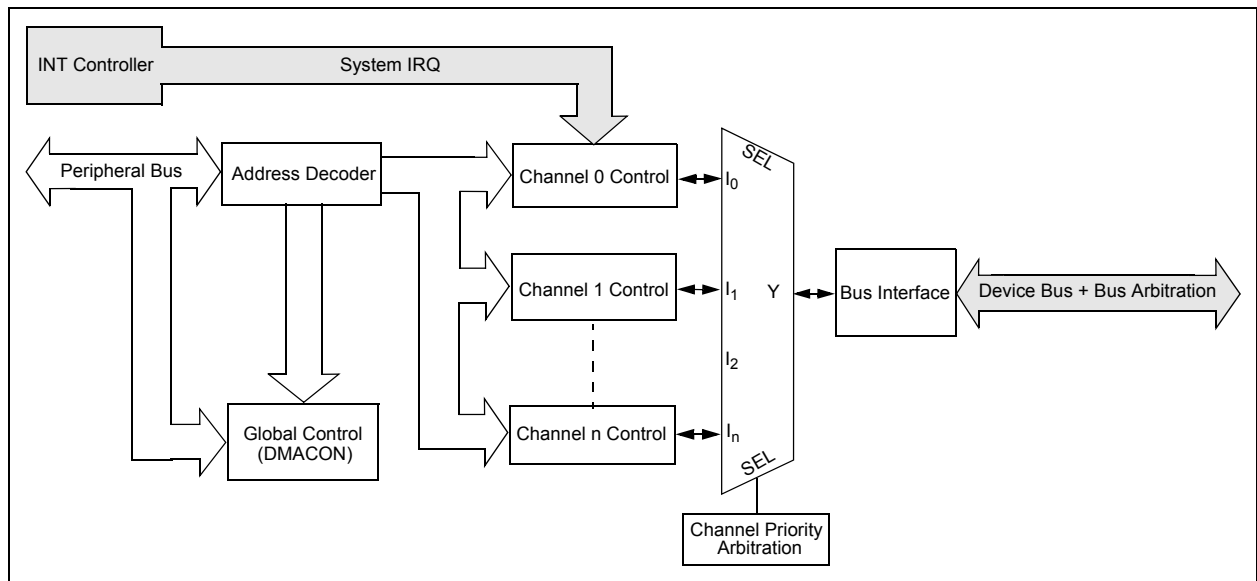 INT Controller
System IRQ
Peripheral Bus
Address Decoder
Channel 0 Control
SEL
I0
Channel 1 Control
I1
Y
Bus Interface
Device Bus + Bus Arbitration
I2
Global Control
(DMACON)
Channel n Control
In
SEL
Channel Priority
Arbitration